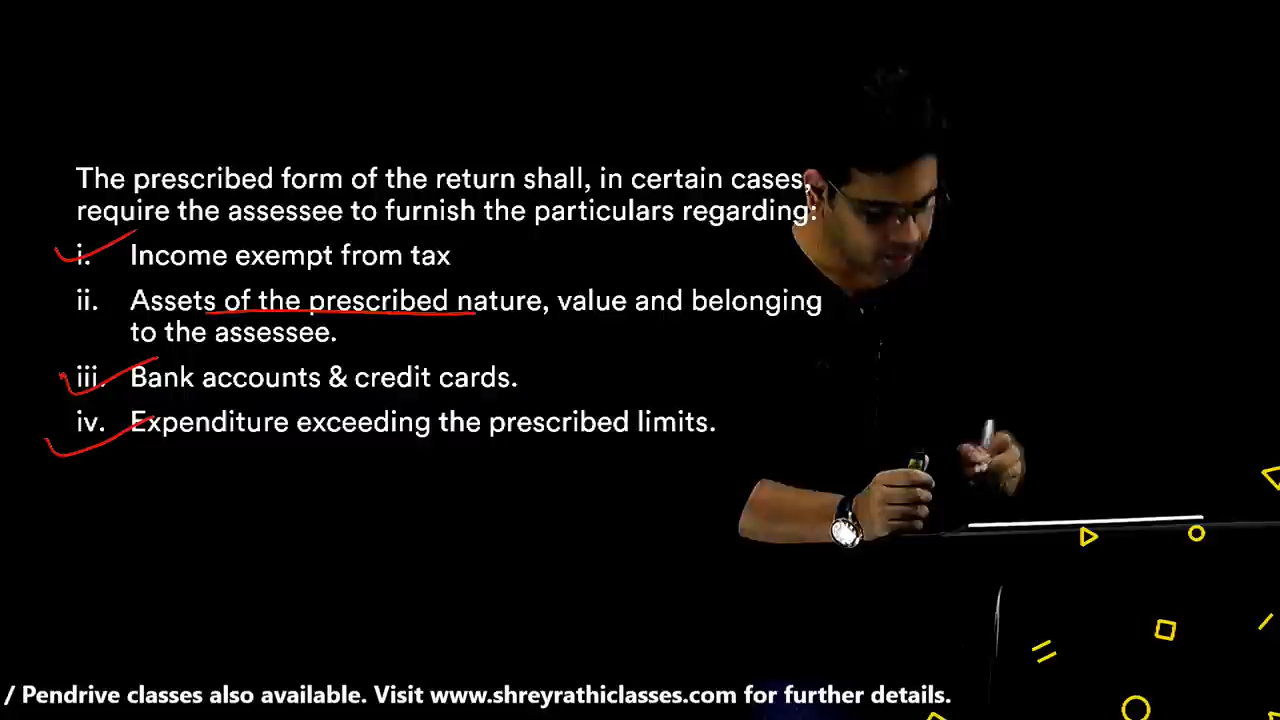 The prescribed form of the return shall, in certain cases,
require the assessee to furnish the particulars regarding:
i. Income exempt from tax
ii. Assets of the prescribed nature, value and belonging
to the assessee.
iii. Bank accounts & credit cards.
iv. Expenditure exceeding the prescribed limits.
/ Pendrive classes also available. Visit www.shreyrathiclasses.com for further details.